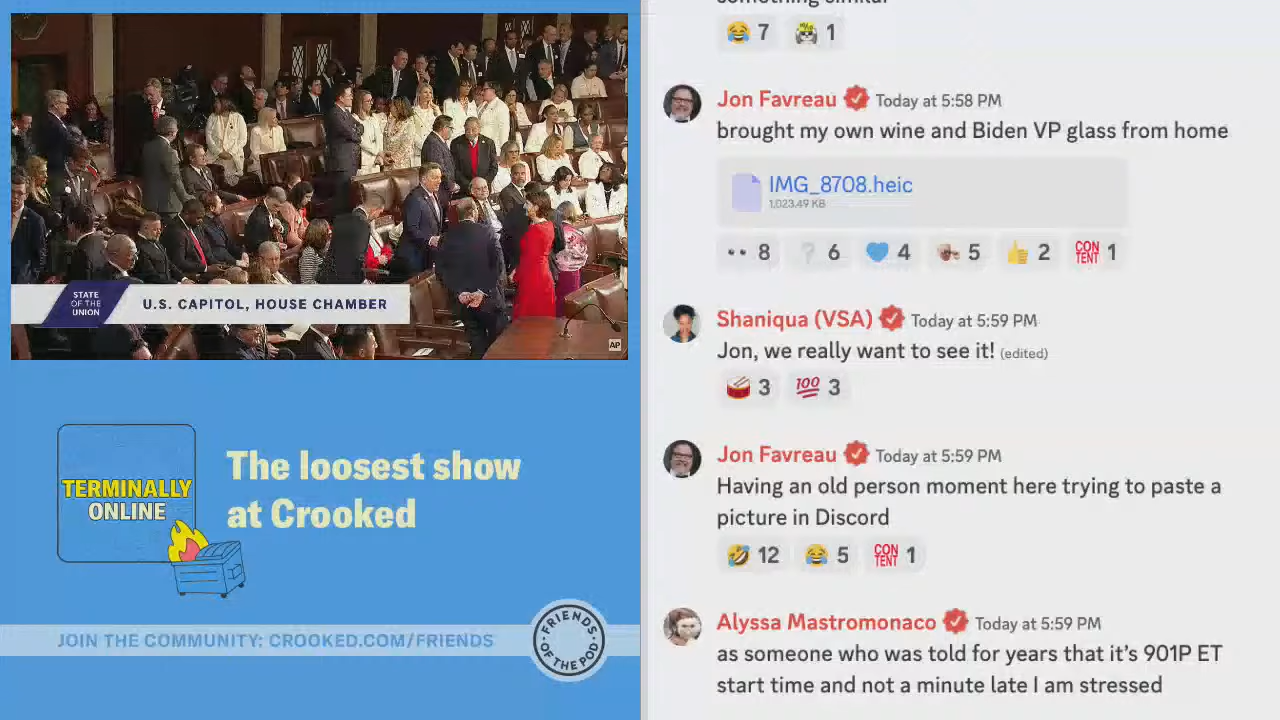 STATE
OF THE
UNION
U.S. CAPITOL, HOUSE CHAMBER
AP
TERMINALLY
ONLINE
The loosest show
at Crooked
JOIN THE COMMUNITY: CROOKED.COM/FRIENDS
FRIENDS
OF THE POD
😂 7 1
Jon Favreau Today at 5:58 PM
brought my own wine and Biden VP glass from home
IMG_8708.heic
1,023.49 KB
8 ❔ 6 💙 4 5 👍 2 CON
TENT 1
Shaniqua (VSA) Today at 5:59 PM
Jon, we really want to see it! (edited)
🥁 3 💯 3
Jon Favreau Today at 5:59 PM
Having an old person moment here trying to paste a
picture in Discord
🤣 12 😂 5 CON
TENT 1
Alyssa Mastromonaco Today at 5:59 PM
as someone who was told for years that it’s 901P ET
start time and not a minute late I am stressed